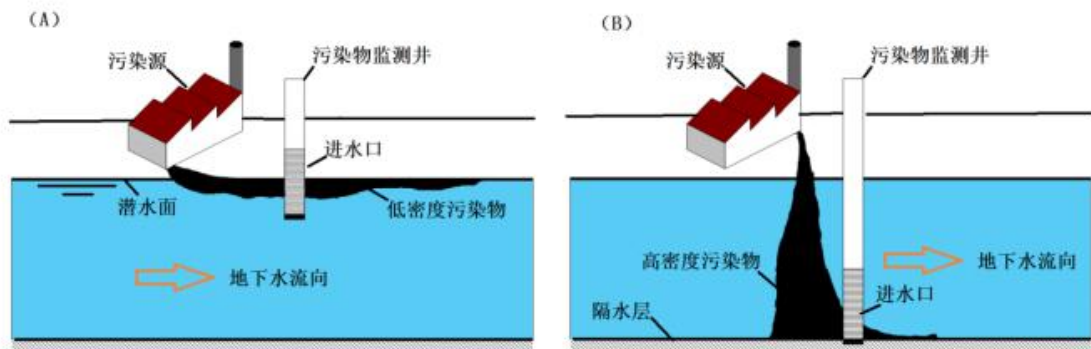 (A)
污染源
污染物监测井
进水口
潜水面
低密度污染物
地下水流向
(B)
污染源
污染物监测井
高密度污染物
地下水流向
进水口
隔水层